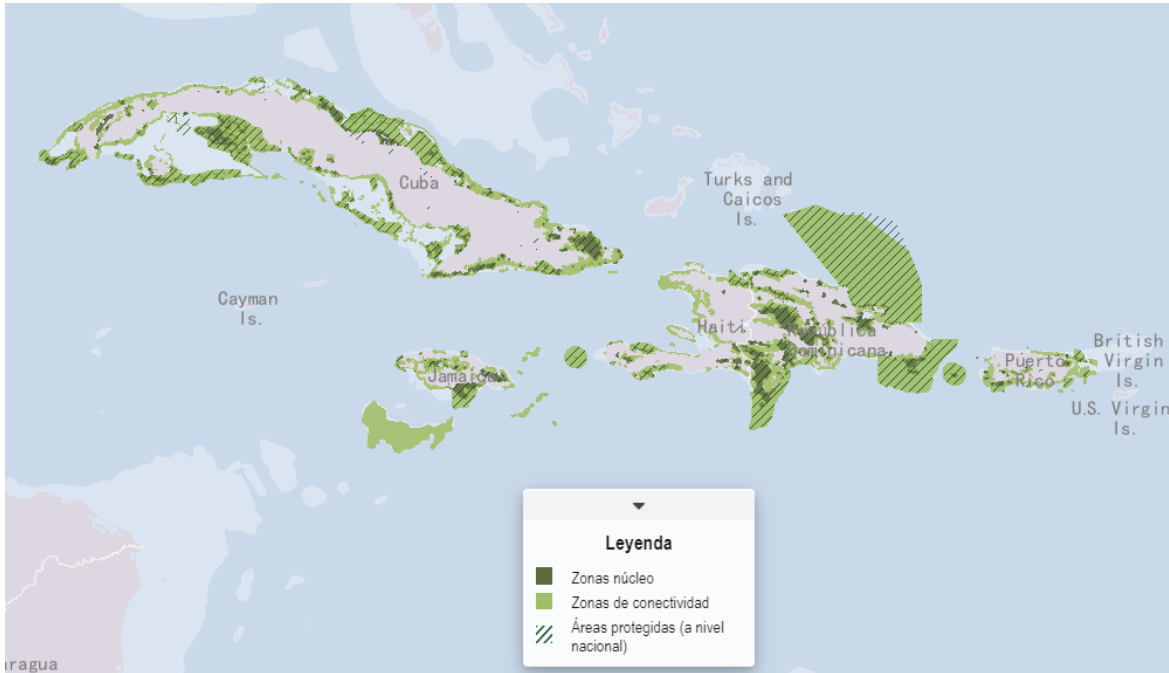 Cuba
Turks and
Caicos
Is.
Cayman
Is.
Haiti
República
Dominicana
Jamaica
Puerto
Rico
British
Virgin
Is.
U.S. Virgin
Is.
Leyenda
Zonas núcleo
Zonas de conectividad
Áreas protegidas (a nivel
nacional)
aragua